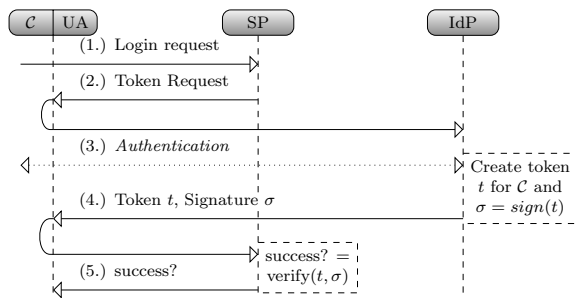 𝒞 UA SP IdP
(1.) Login request
(2.) Token Request
(3.) Authentication
Create token
t for 𝒞 and
σ = sign(t)
(4.) Token t, Signature σ
success? =
verify(t, σ)
(5.) success?